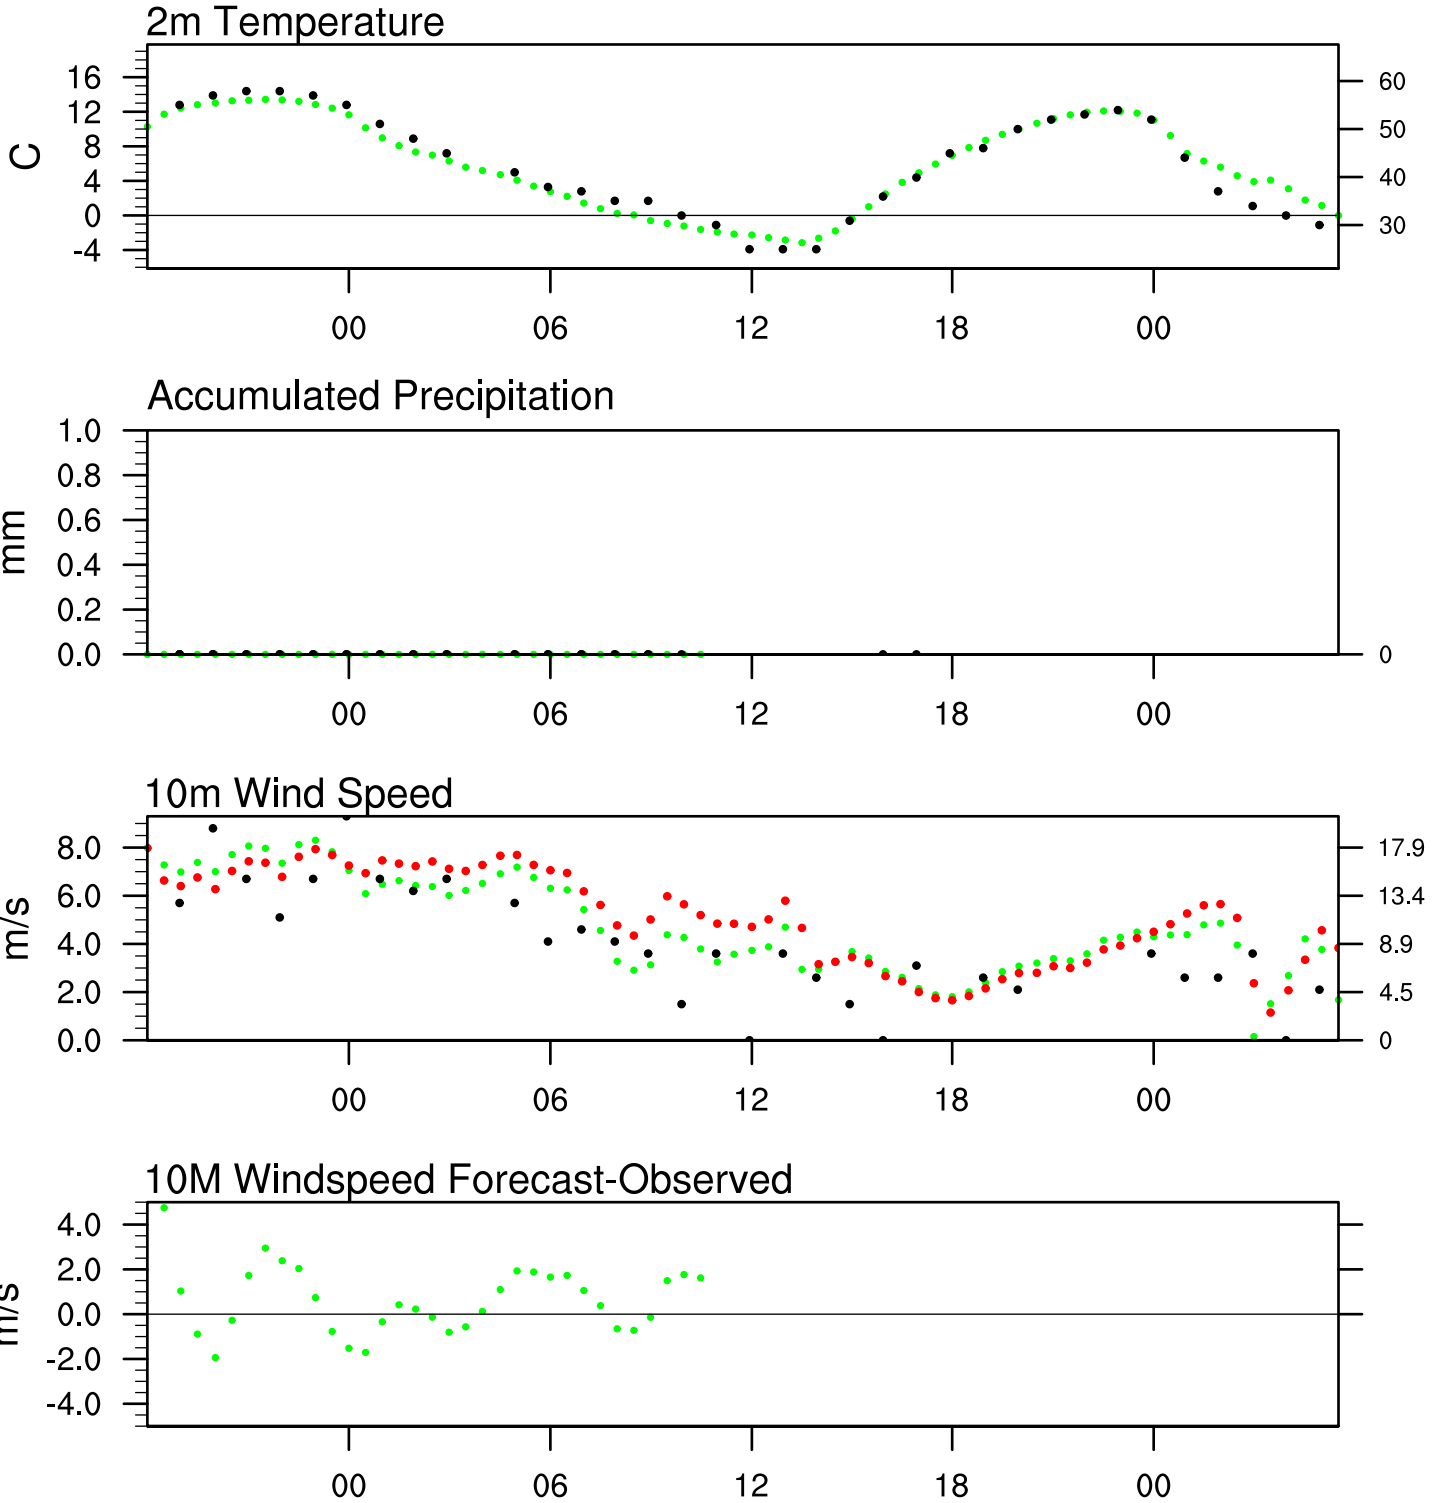 2m Temperature
16
12
8
4
0
-4
C
60
50
40
30
00 06 12 18 00
Accumulated Precipitation
1.0
0.8
0.6
0.4
0.2
0.0
mm
0
00 06 12 18 00
10m Wind Speed
8.0
6.0
4.0
2.0
0.0
m/s
17.9
13.4
8.9
4.5
0
00 06 12 18 00
10M Windspeed Forecast-Observed
4.0
2.0
0.0
-2.0
-4.0
m/s
00 06 12 18 00